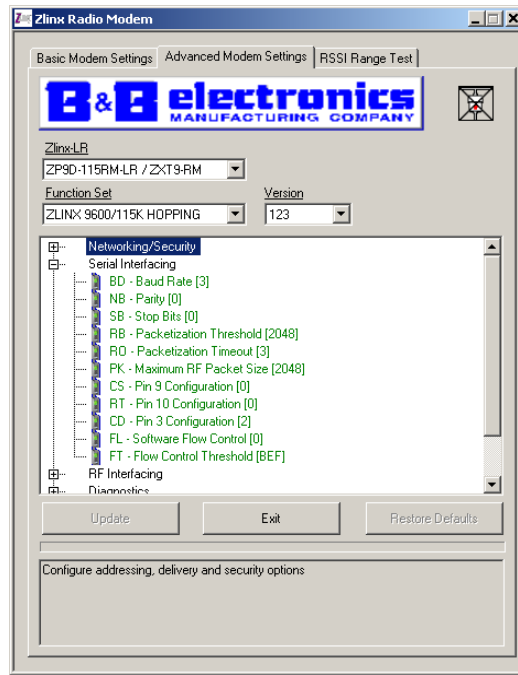 Zlinx Radio Modem
Basic Modem Settings Advanced Modem Settings RSSI Range Test
B&B electronics
MANUFACTURING COMPANY
Zlinx-LR
ZP9D-115RM-LR / ZXT9-RM
Function Set Version
ZLINX 9600/115K HOPPING 123
Networking/Security
Serial Interfacing
BD - Baud Rate [3]
NB - Parity [0]
SB - Stop Bits [0]
RB - Packetization Threshold [2048]
RO - Packetization Timeout [3]
PK - Maximum RF Packet Size [2048]
CS - Pin 9 Configuration [0]
RT - Pin 10 Configuration [0]
CD - Pin 3 Configuration [2]
FL - Software Flow Control [0]
FT - Flow Control Threshold [BEF]
RF Interfacing
Diagnostics
Update Exit Restore Defaults
Configure addressing, delivery and security options